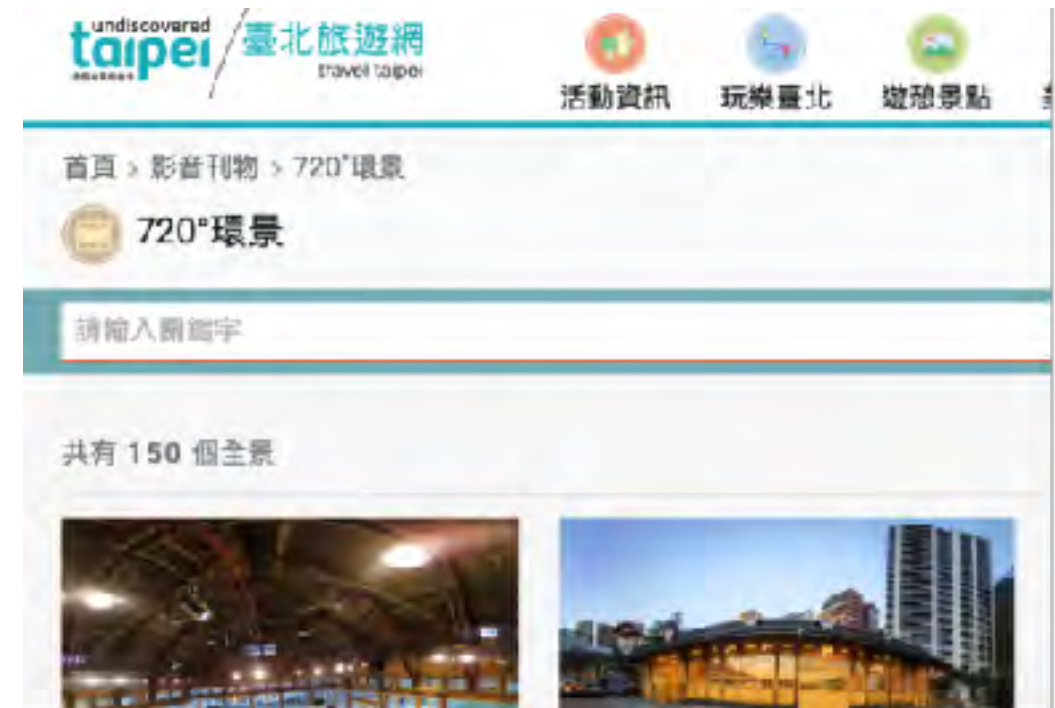 undiscovered
taipei
臺北旅遊網
travel taipei
活動資訊 玩樂臺北 遊憩景點
首頁 > 影音刊物 > 720°環景
720°環景
請輸入關鍵字
共有 150 個全景